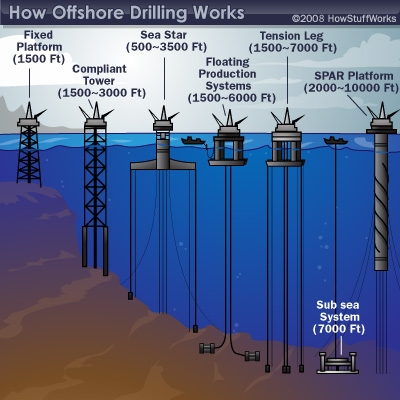 How Offshore Drilling Works
©2008 HowStuffWorks
Fixed
Platform
(1500 Ft)
Compliant
Tower
(1500~3000 Ft)
Sea Star
(500~3500 Ft)
Floating
Production
Systems
(1500~6000 Ft)
Tension Leg
(1500~7000 Ft)
SPAR Platform
(2000~10000 Ft)
Sub sea
System
(7000 Ft)